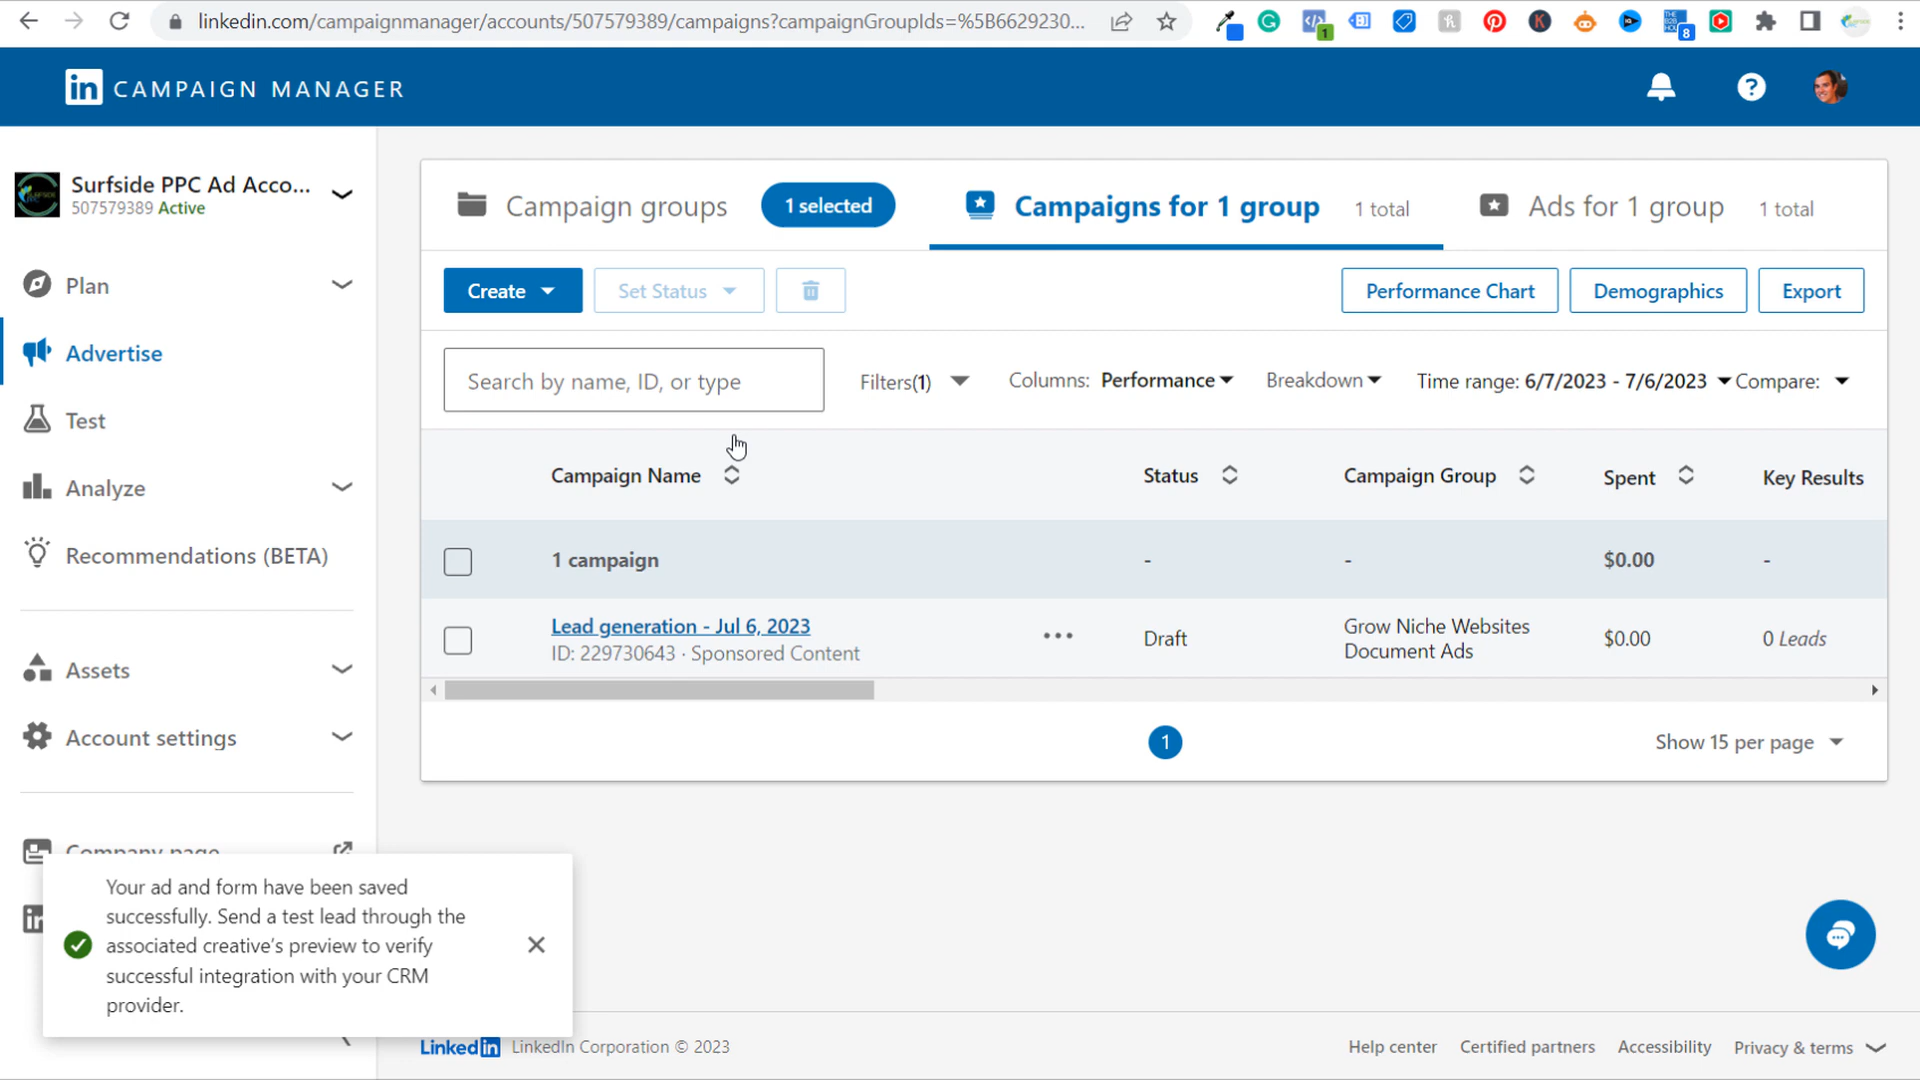 linkedin.com/campaignmanager/accounts/507579389/campaigns?campaignGroupIds=%5B6629230...
in CAMPAIGN MANAGER
Surfside PPC Ad Acco...
507579389 Active
Plan
Advertise
Test
Analyze
Recommendations (BETA)
Assets
Account settings
Company page
Campaign groups
1 selected
Campaigns for 1 group
1 total
Ads for 1 group
1 total
Create
Set Status
Performance Chart
Demographics
Export
Search by name, ID, or type
Filters(1)
Columns: Performance
Breakdown
Time range: 6/7/2023 - 7/6/2023
Compare:
Campaign Name
Status
Campaign Group
Spent
Key Results
1 campaign
-
-
$0.00
-
Lead generation - Jul 6, 2023
ID: 229730643 · Sponsored Content
Draft
Grow Niche Websites
Document Ads
$0.00
0 Leads
1
Show 15 per page
Your ad and form have been saved
successfully. Send a test lead through the
associated creative's preview to verify
successful integration with your CRM
provider.
LinkedIn
LinkedIn Corporation © 2023
Help center
Certified partners
Accessibility
Privacy & terms